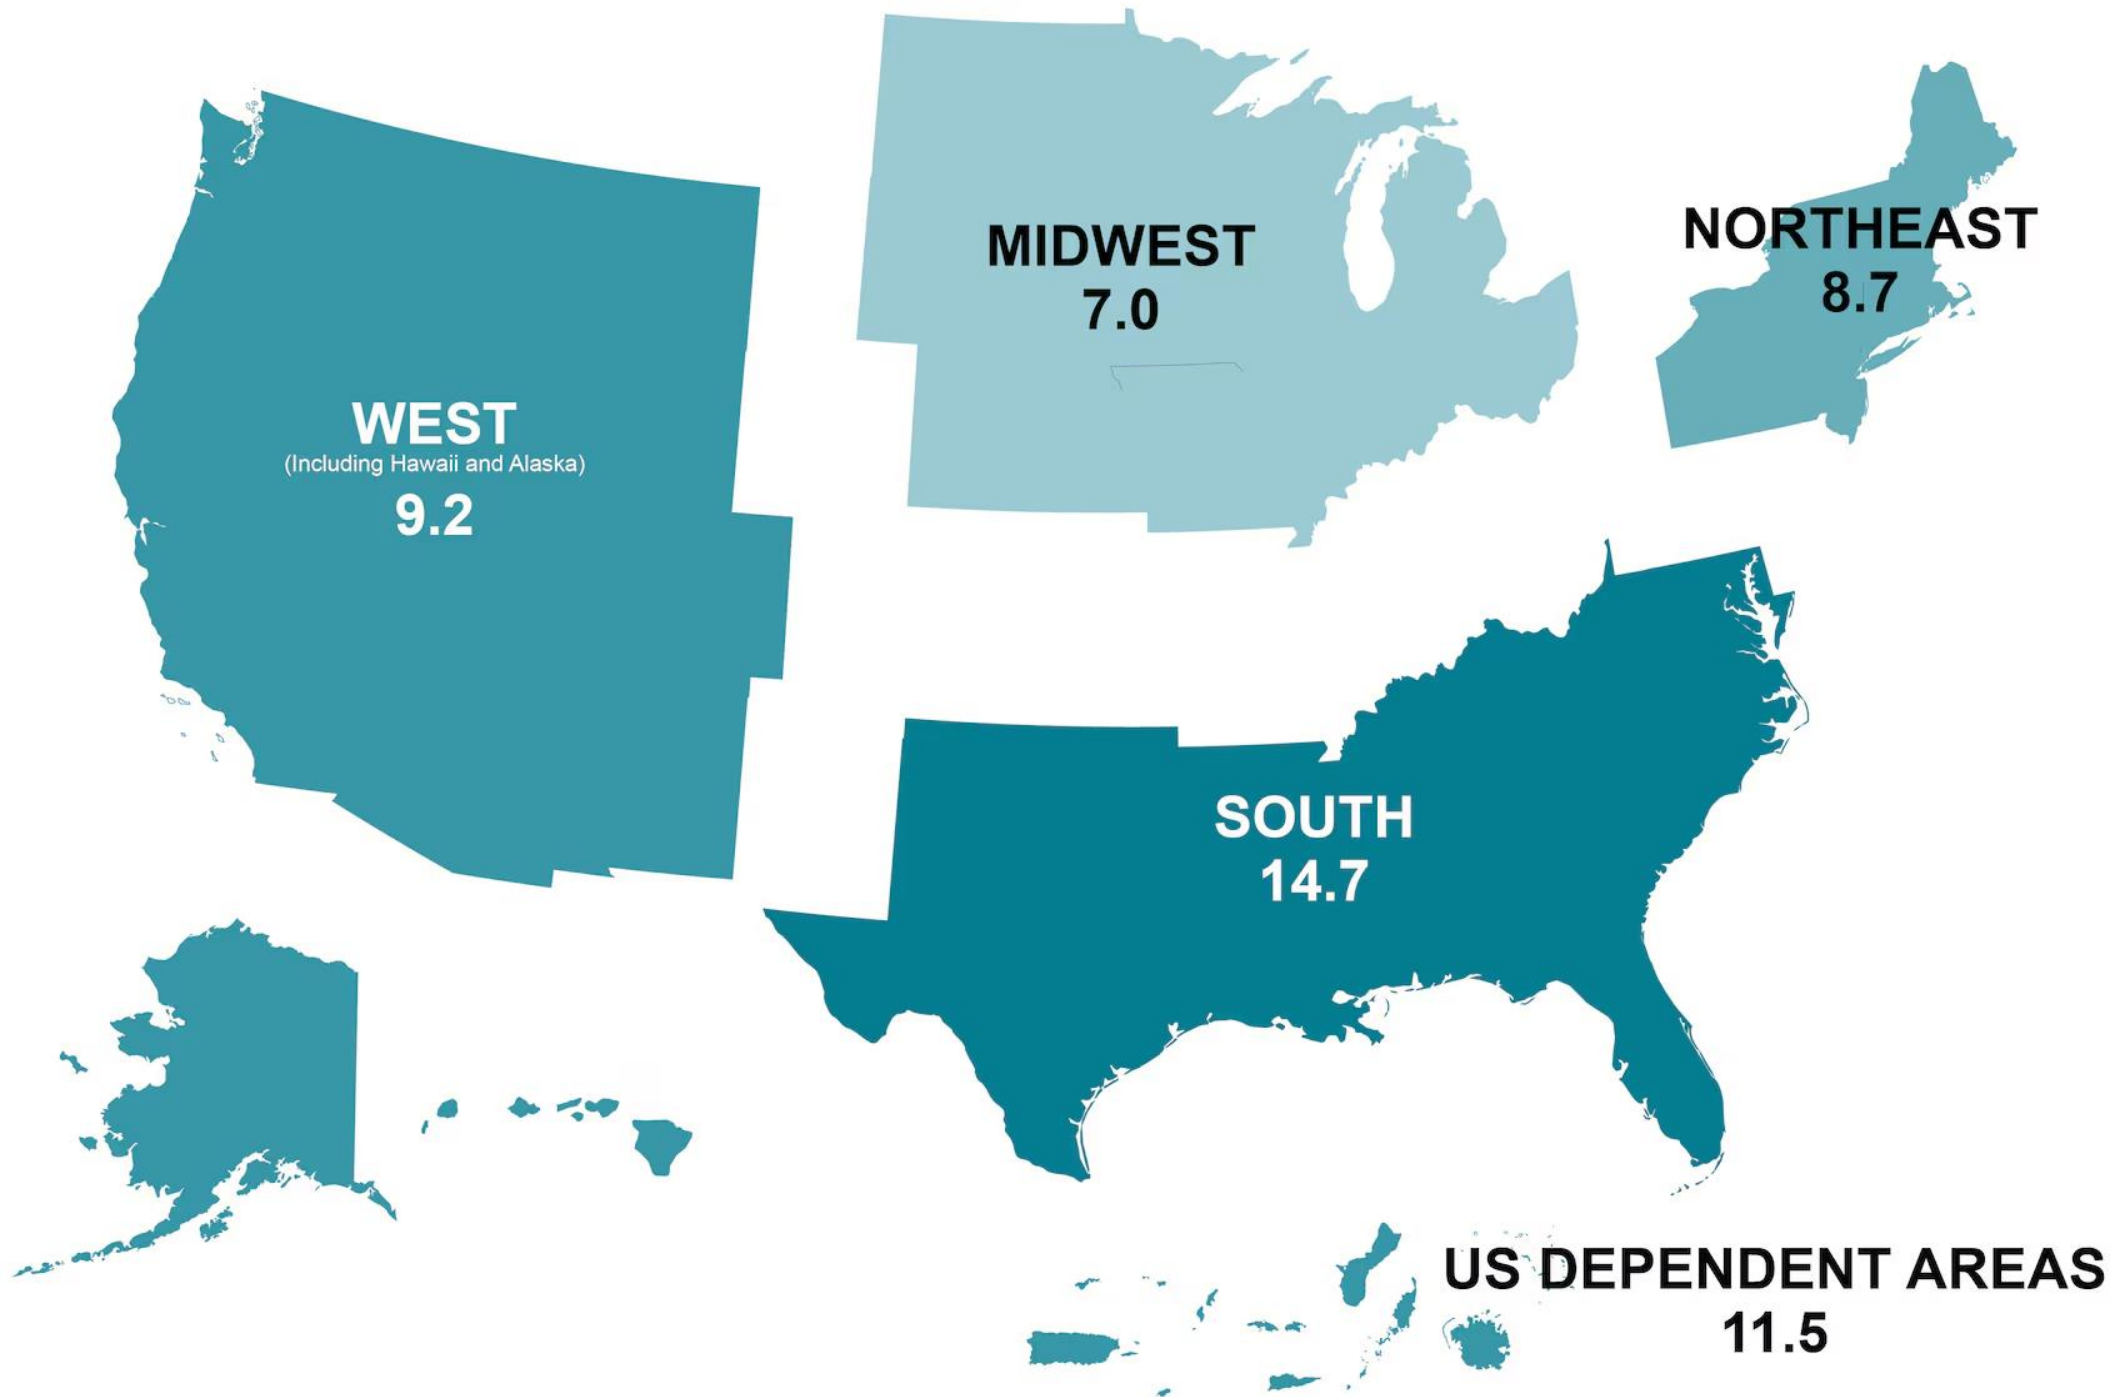 MIDWEST
7.0
NORTHEAST
8.7
WEST
(Including Hawaii and Alaska)
9.2
SOUTH
14.7
US DEPENDENT AREAS
11.5